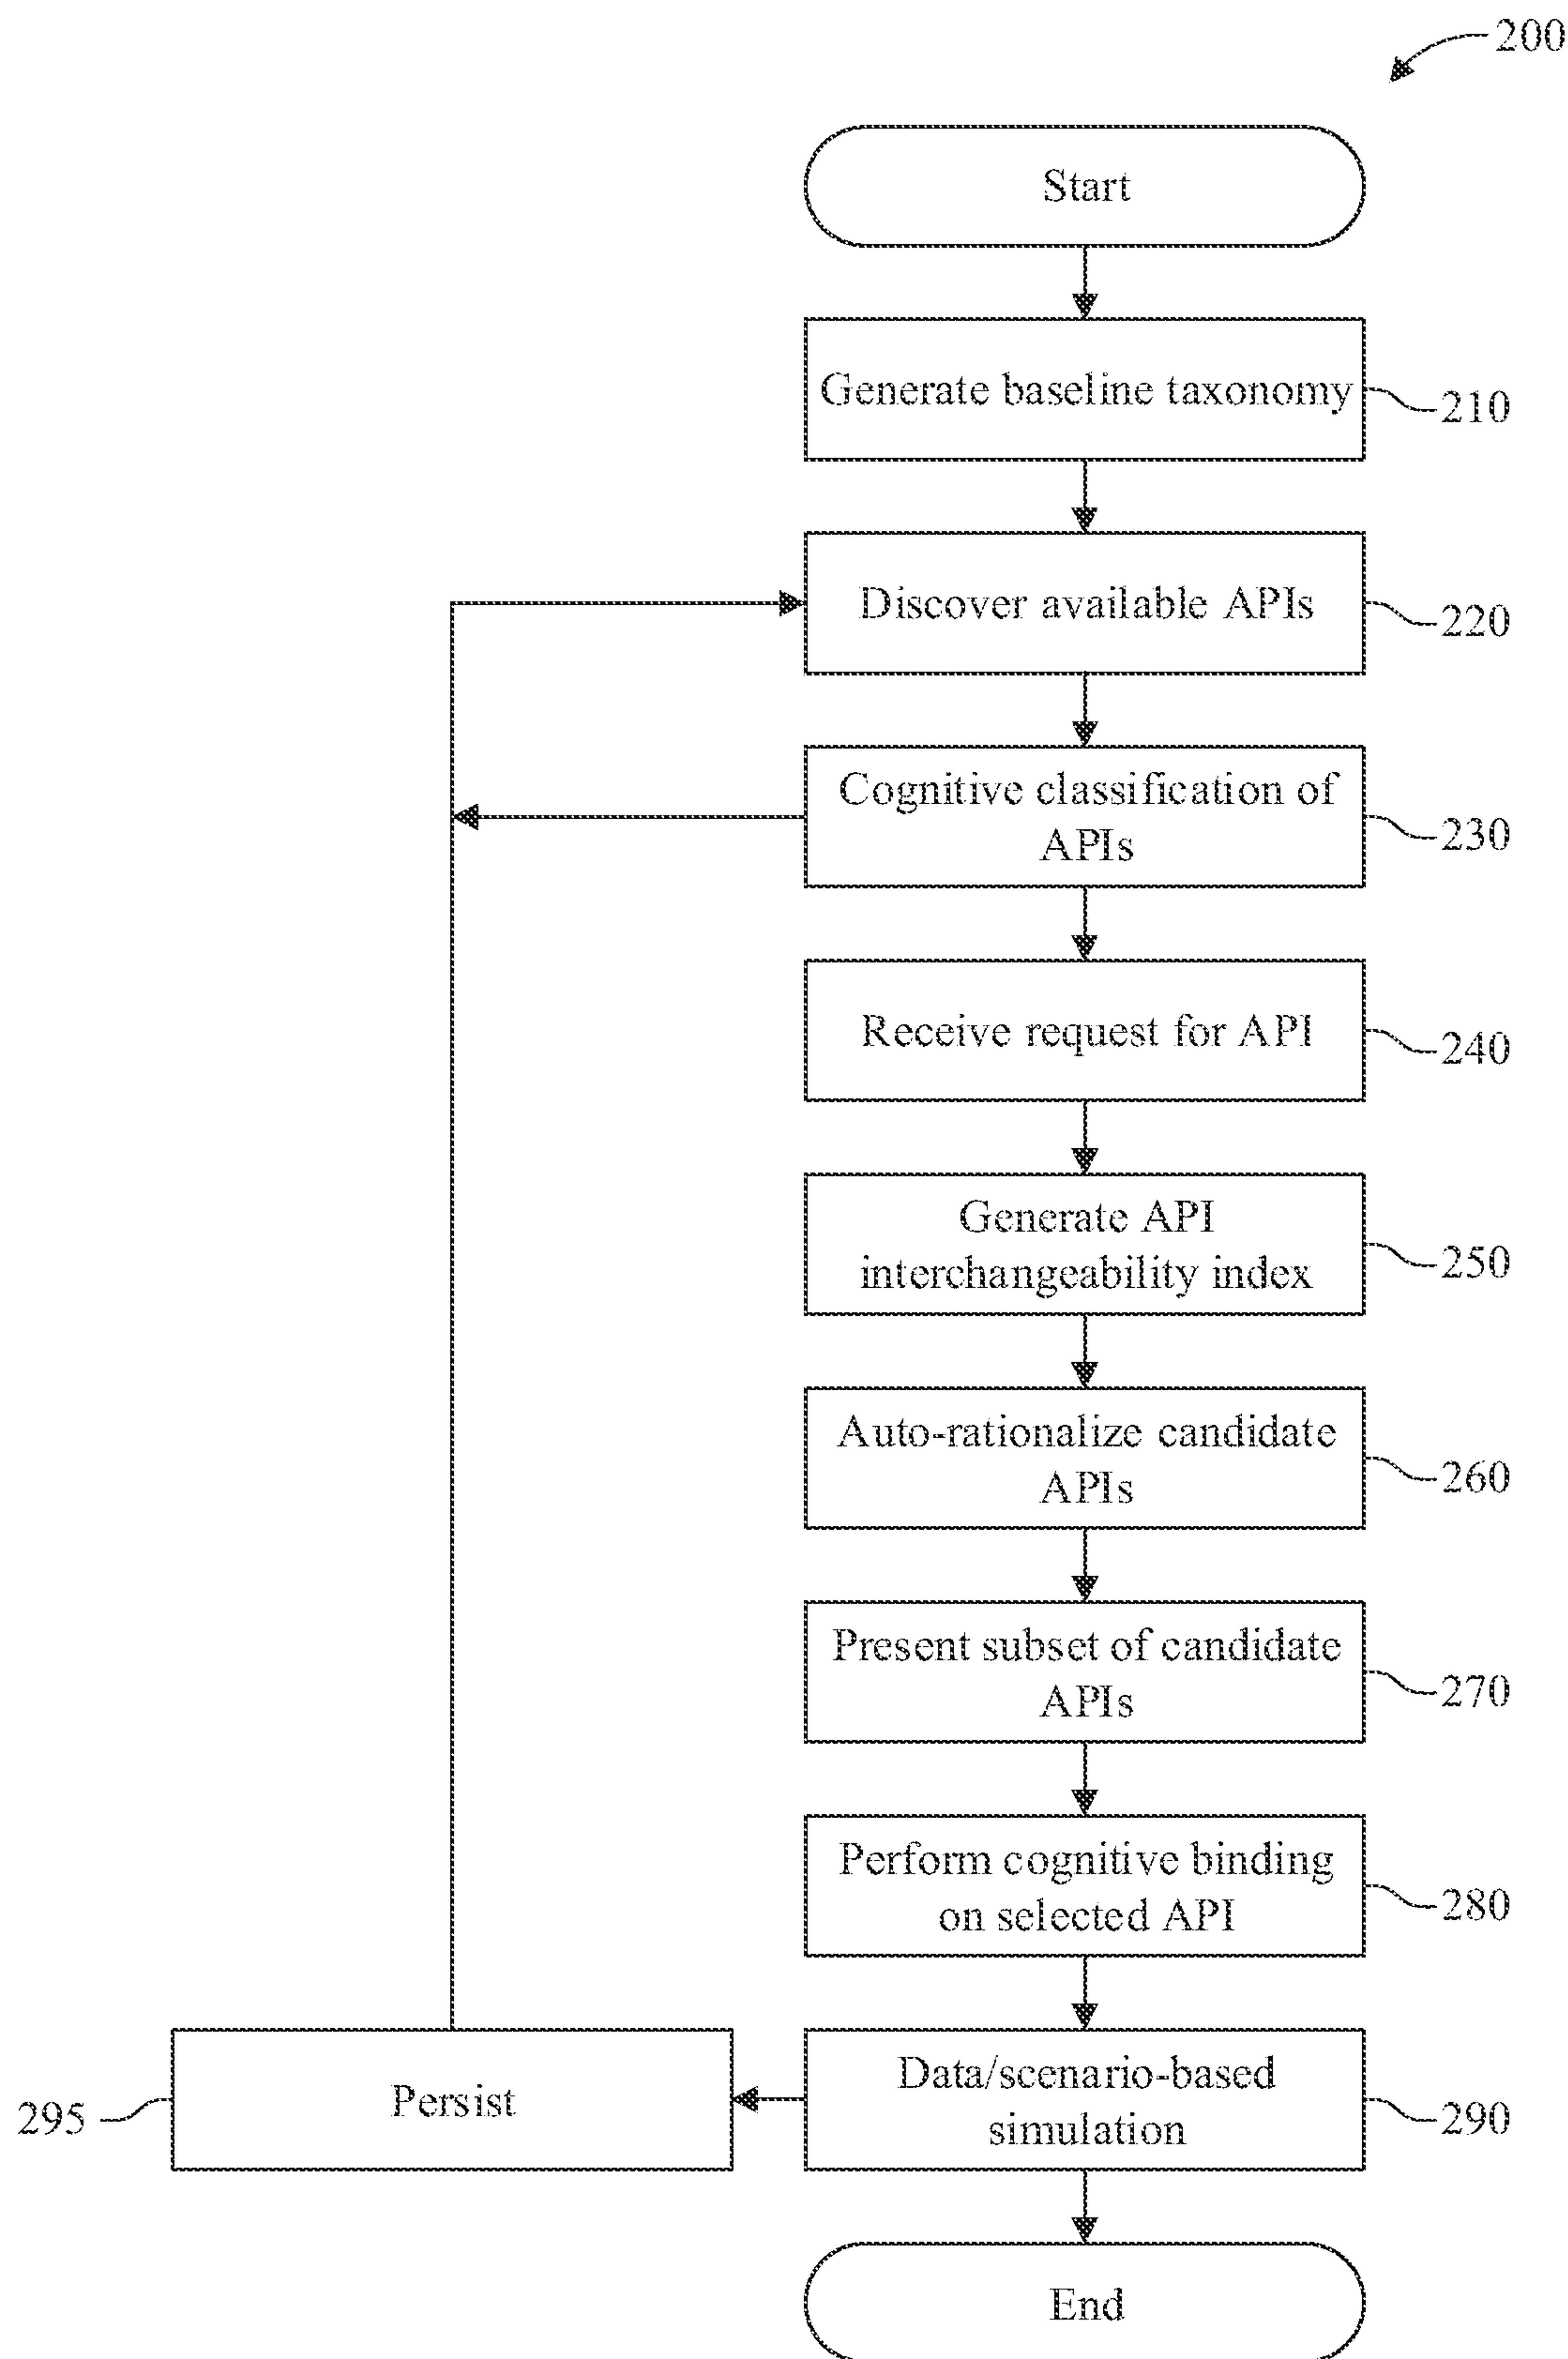 200
Start
Generate baseline taxonomy
210
Discover available APIs
220
Cognitive classification of
APIs
230
Receive request for API
240
Generate API
interchangeability index
250
Auto-rationalize candidate
APIs
260
Present subset of candidate
APIs
270
Perform cognitive binding
on selected API
280
Data/scenario-based
simulation
290
Persist
295
End